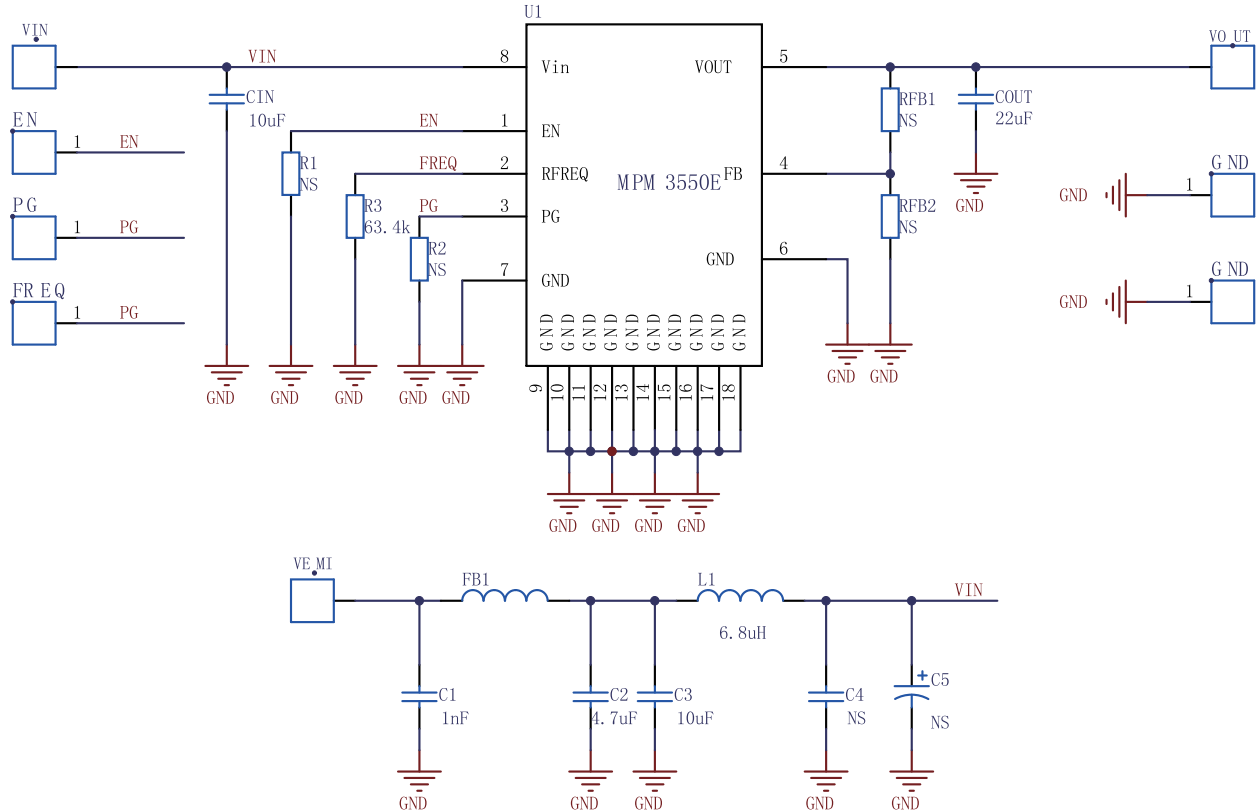 U1
VIN
VO UT
VIN
8
Vin
VOUT
5
CIN
10uF
RFB1
NS
COUT
22uF
EN
1
EN
EN
1
EN
R1
NS
FREQ
2
RFREQ
MPM 3550E
FB
4
GND
1
GND
PG
1
PG
R3
63.4k
PG
3
PG
RFB2
NS
GND
R2
NS
GND
6
7
GND
GND
1
GND
FR EQ
1
PG
GND
GND
GND
GND
GND
GND
GND
GND
GND
GND
9
10
11
12
13
14
15
16
17
18
GND
GND
GND
GND
GND
GND
GND
GND
GND
GND
GND
VE MI
FB1
L1
6.8uH
VIN
C1
1nF
C2
4.7uF
C3
10uF
C4
NS
+
C5
NS
GND
GND
GND
GND
GND